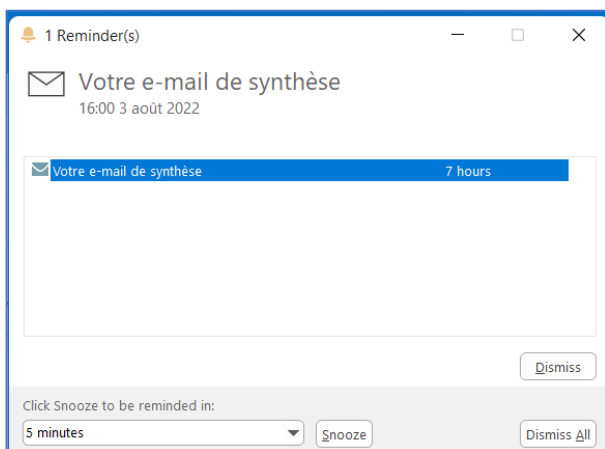 1 Reminder(s)
Votre e-mail de synthèse
16:00 3 août 2022
Votre e-mail de synthèse 7 hours
Dismiss
Click Snooze to be reminded in:
5 minutes Snooze Dismiss All